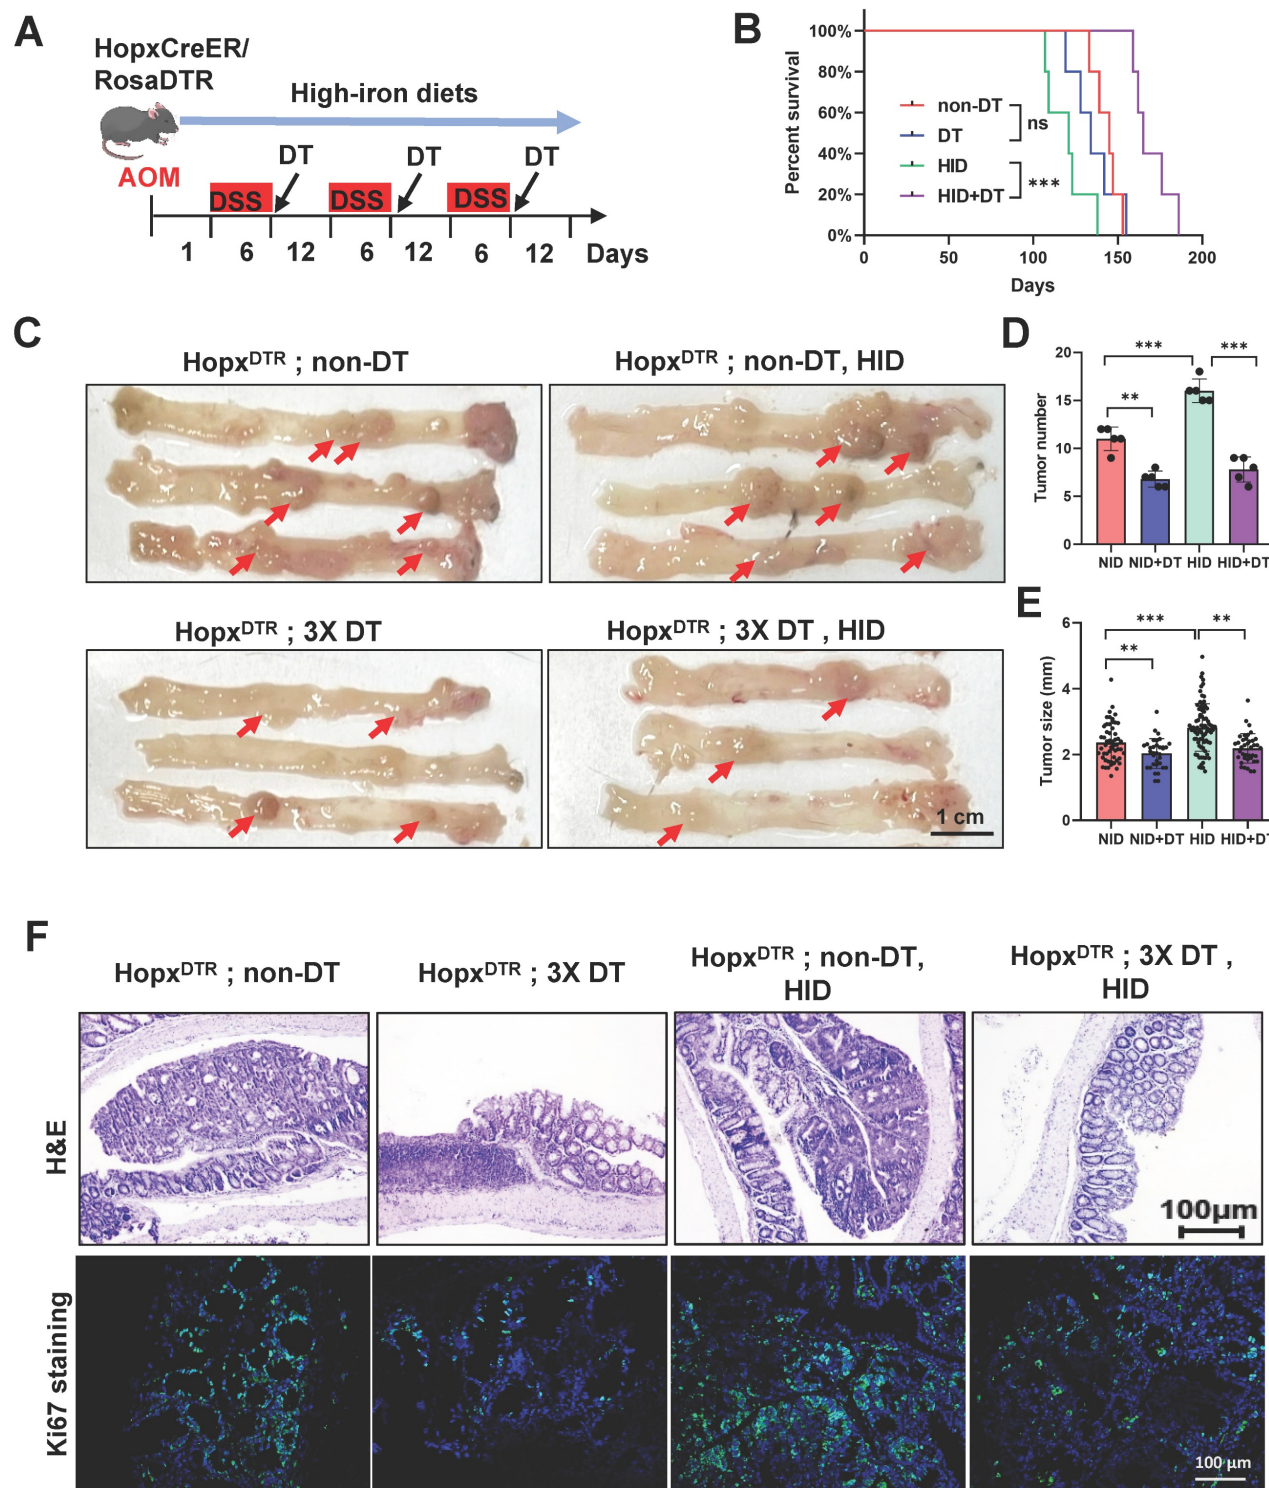 A
HopxCreER/
RosaDTR
High-iron diets
AOM
DSS
DT
DSS
DT
DSS
DT
1
6
12
6
12
6
12
Days
B
Percent survival
100%
80%
60%
40%
20%
0%
non-DT
DT
HID
HID+DT
ns
***
0
50
100
150
200
Days
C
HopxDTR ; non-DT
HopxDTR ; non-DT, HID
HopxDTR ; 3X DT
HopxDTR ; 3X DT , HID
1 cm
D
Tumor number
20
15
10
5
0
***
**
***
NID
NID+DT
HID
HID+DT
E
Tumor size (mm)
6
4
2
0
***
**
**
NID
NID+DT
HID
HID+DT
F
HopxDTR ; non-DT
HopxDTR ; 3X DT
HopxDTR ; non-DT,
HID
HopxDTR ; 3X DT ,
HID
H&E
100μm
Ki67 staining
100 μm